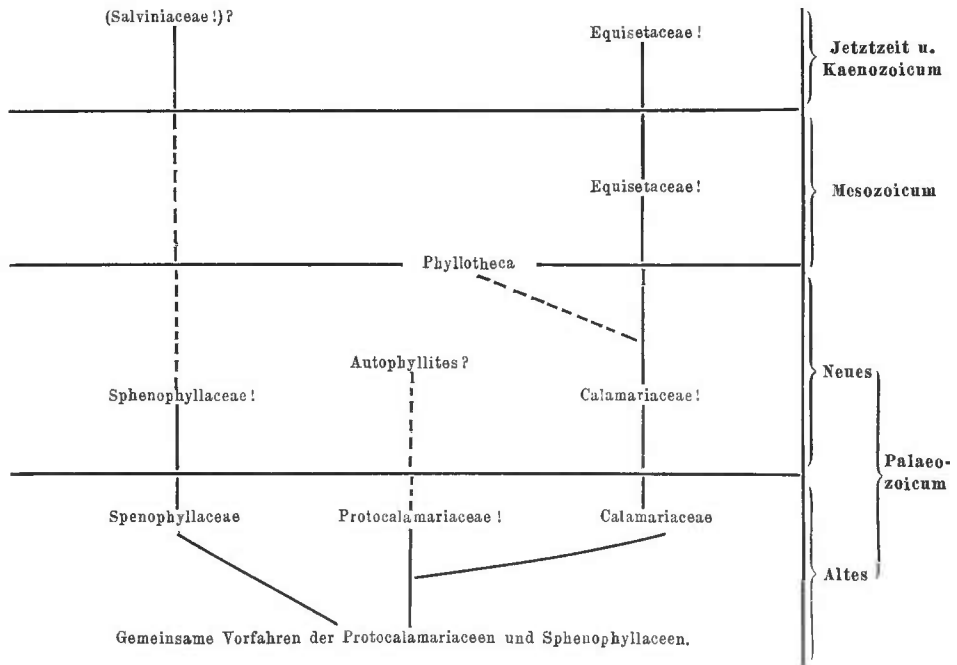 (Salviniaceae!)?
Equisetaceae!
Jetztzeit u.
Kaenozoicum
Equisetaceae!
Mesozoicum
Phyllotheca
Autophyllites?
Neues
Sphenophyllaceae!
Calamariaceae!
Palaeo-
zoicum
Spenophyllaceae
Protocalamariaceae!
Calamariaceae
Altes
Gemeinsame Vorfahren der Protocalamariaceen und Sphenophyllaceen.